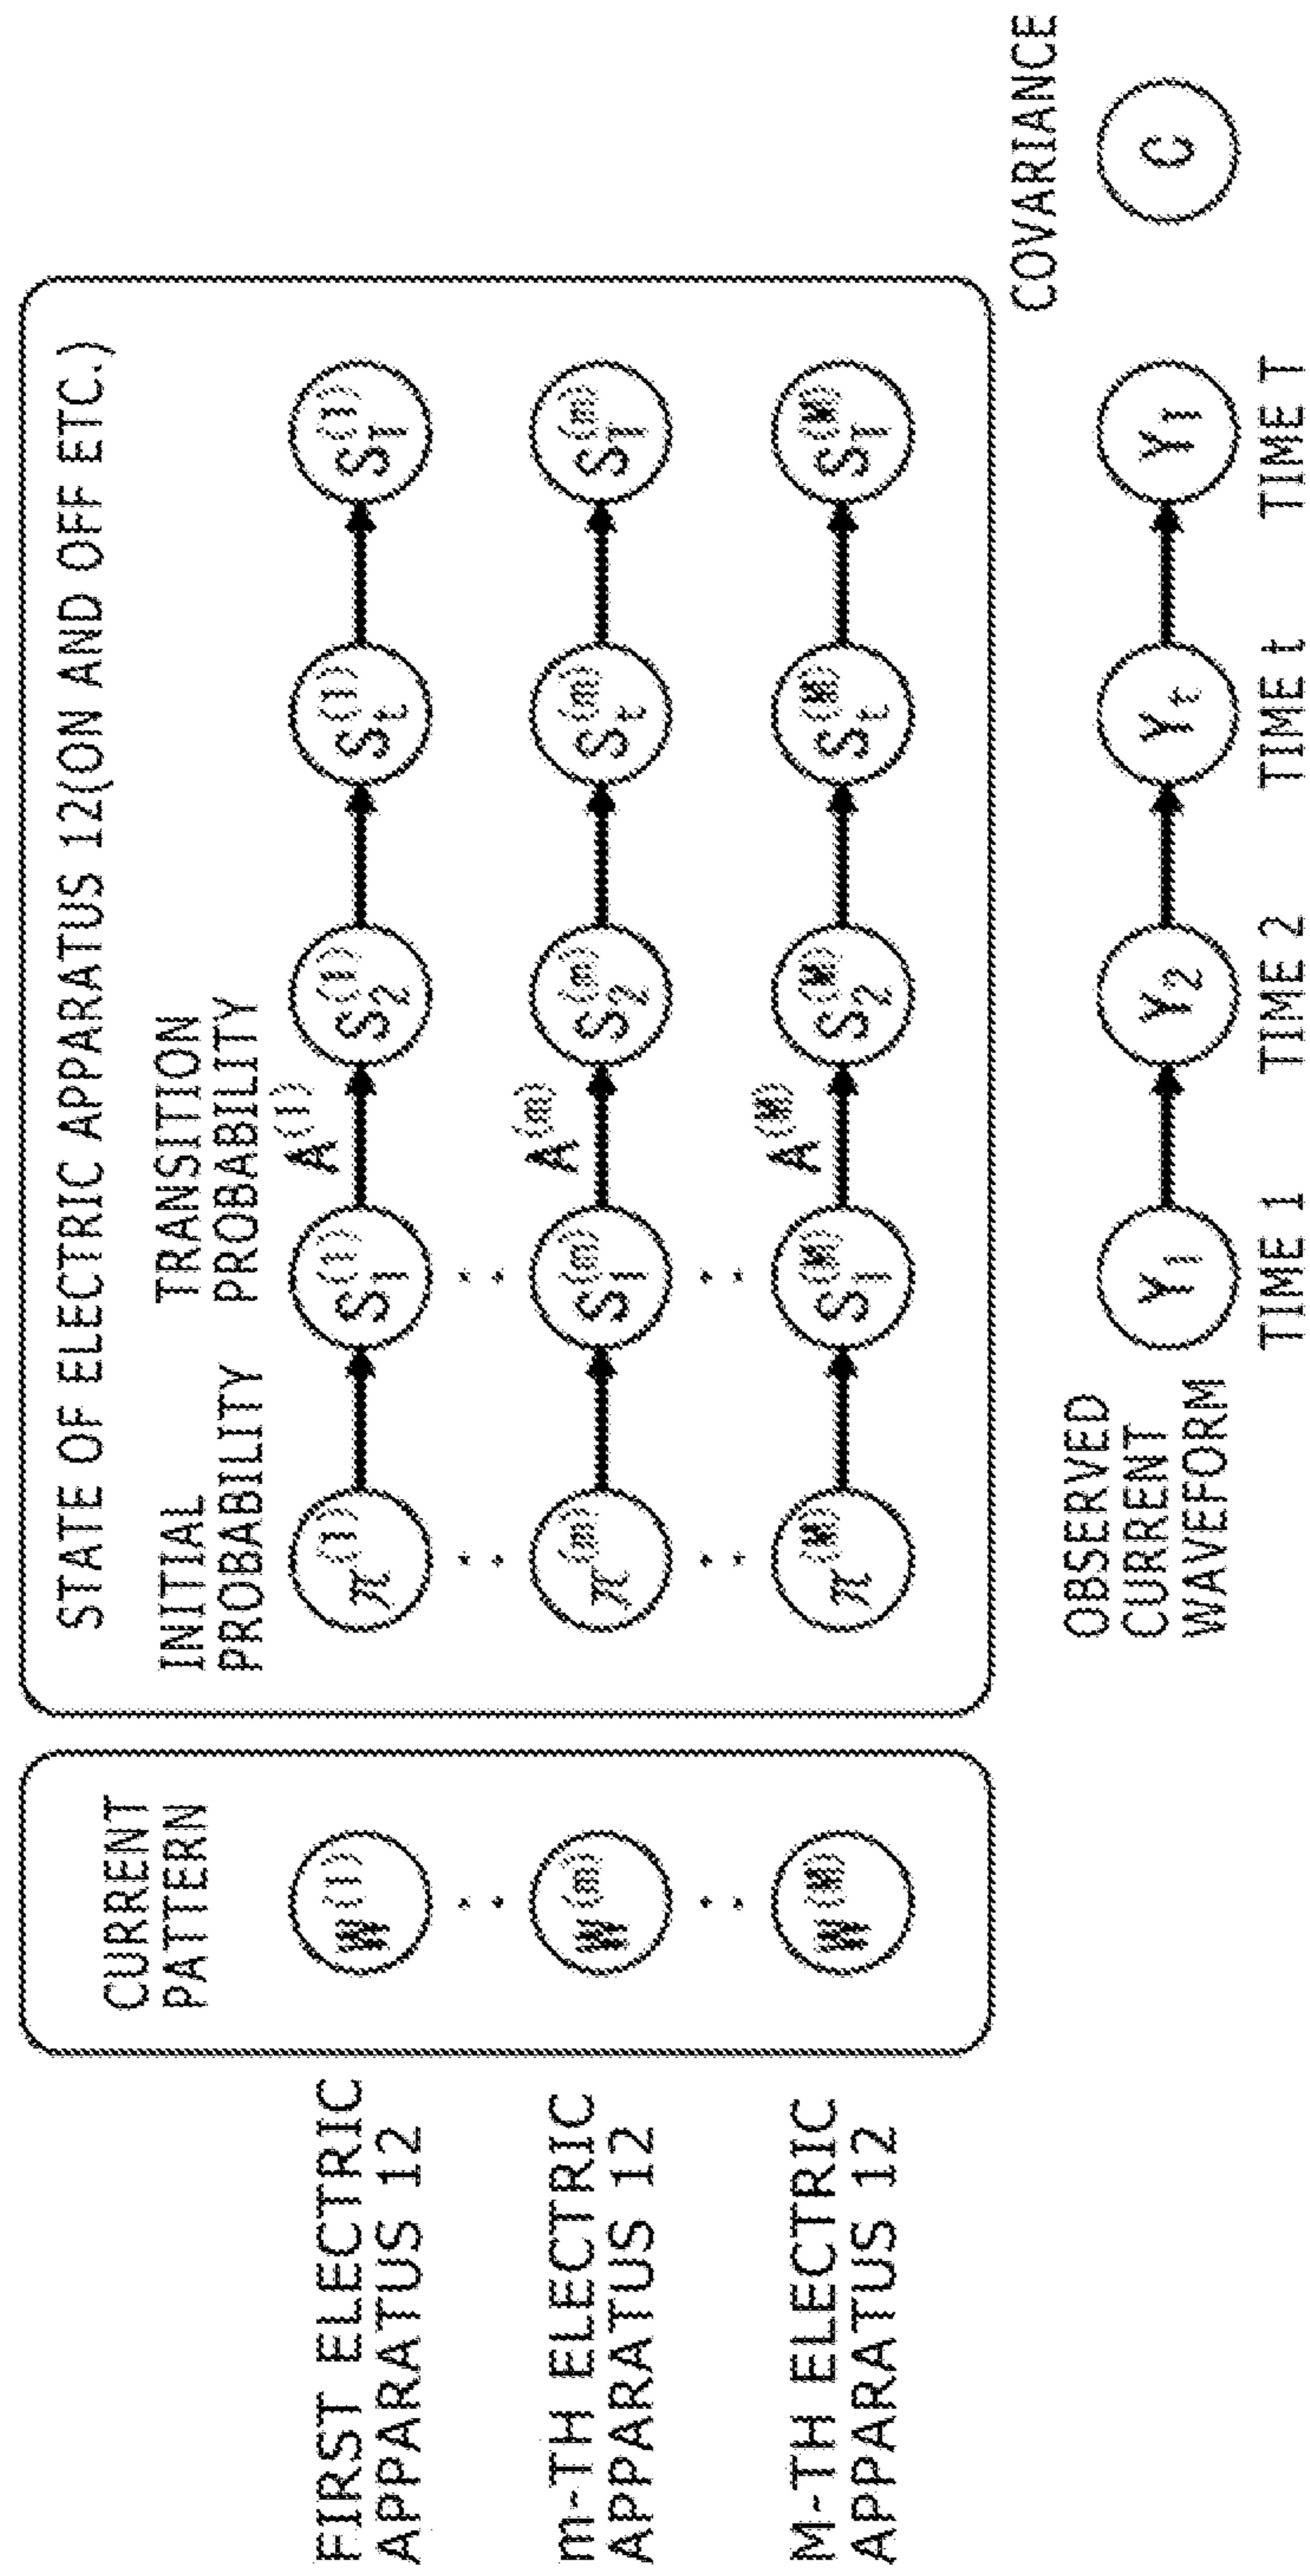 CURRENT
PATTERN
STATE OF ELECTRIC APPARATUS 12(ON AND OFF ETC.)
INITIAL
PROBABILITY
TRANSITION
PROBABILITY
FIRST ELECTRIC
APPARATUS 12
W(1)
π(1)
S1(1)
A(1)
S2(1)
St(1)
ST(1)
m-TH ELECTRIC
APPARATUS 12
W(m)
π(m)
S1(m)
A(m)
S2(m)
St(m)
ST(m)
M-TH ELECTRIC
APPARATUS 12
W(M)
π(M)
S1(M)
A(M)
S2(M)
St(M)
ST(M)
OBSERVED
CURRENT
WAVEFORM
Y1
Y2
Yt
Y1
TIME 1
TIME 2
TIME t
TIME T
COVARIANCE
C